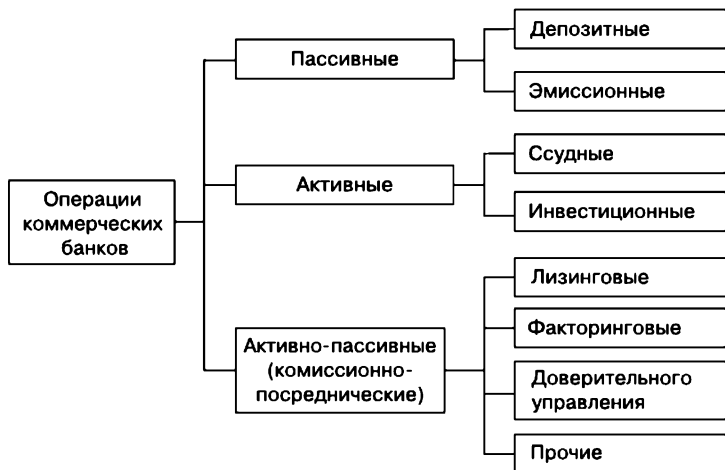 Операции
коммерческих
банков
Пассивные
Депозитные
Эмиссионные
Активные
Ссудные
Инвестиционные
Активно-пассивные
(комиссионно-
посреднические)
Лизинговые
Факторинговые
Доверительного
управления
Прочие